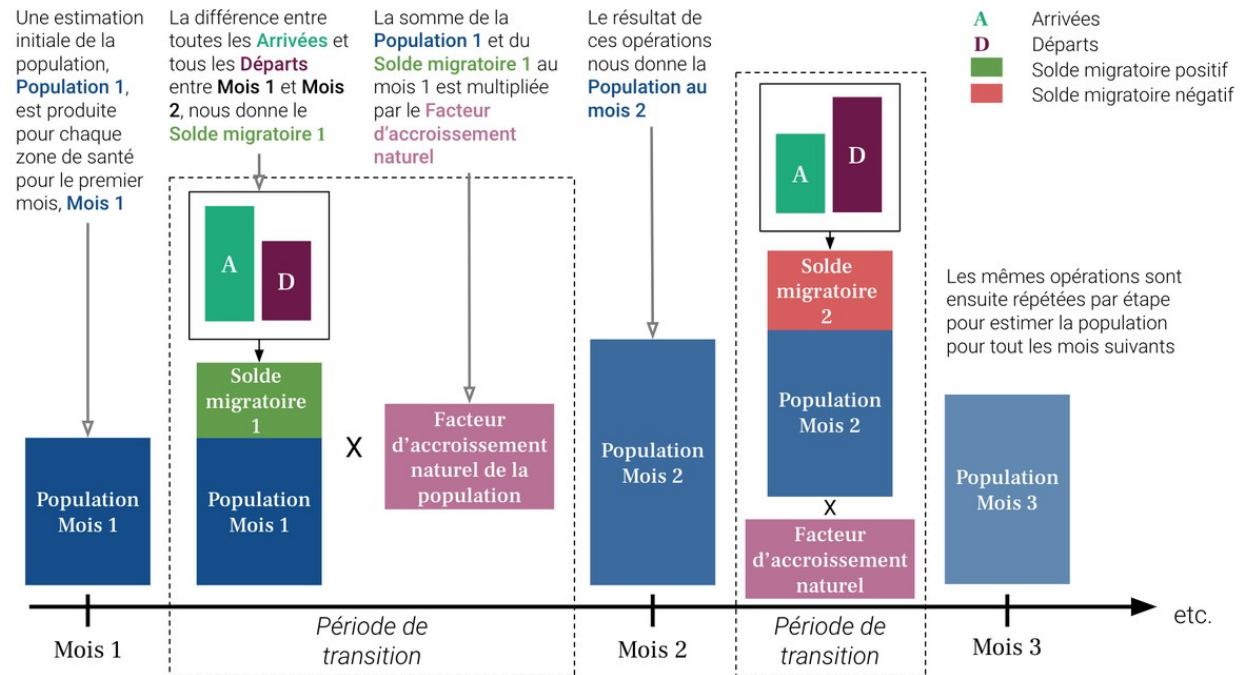 Une estimation
initiale de la
population,
Population 1,
est produite
pour chaque
zone de santé
pour le premier
mois, Mois 1
La différence entre
toutes les Arrivées et
tous les Départs
entre Mois 1 et Mois
2, nous donne le
Solde migratoire 1
La somme de la
Population 1 et du
Solde migratoire 1 au
mois 1 est multipliée
par le Facteur
d'accroissement
naturel
Le résultat de
ces opérations
nous donne la
Population au
mois 2
A Arrivées
D Départs
Solde migratoire positif
Solde migratoire négatif
A
D
Solde
migratoire
1
Population
Mois 1
Population
Mois 1
X
Facteur
d'accroissement
naturel de la
population
Population
Mois 2
A
D
Solde
migratoire
2
Population
Mois 2
X
Facteur
d'accroissement
naturel
Les mêmes opérations sont
ensuite répétées par étape
pour estimer la population
pour tout les mois suivants
Population
Mois 3
etc.
Mois 1
Période de
transition
Mois 2
Période de
transition
Mois 3